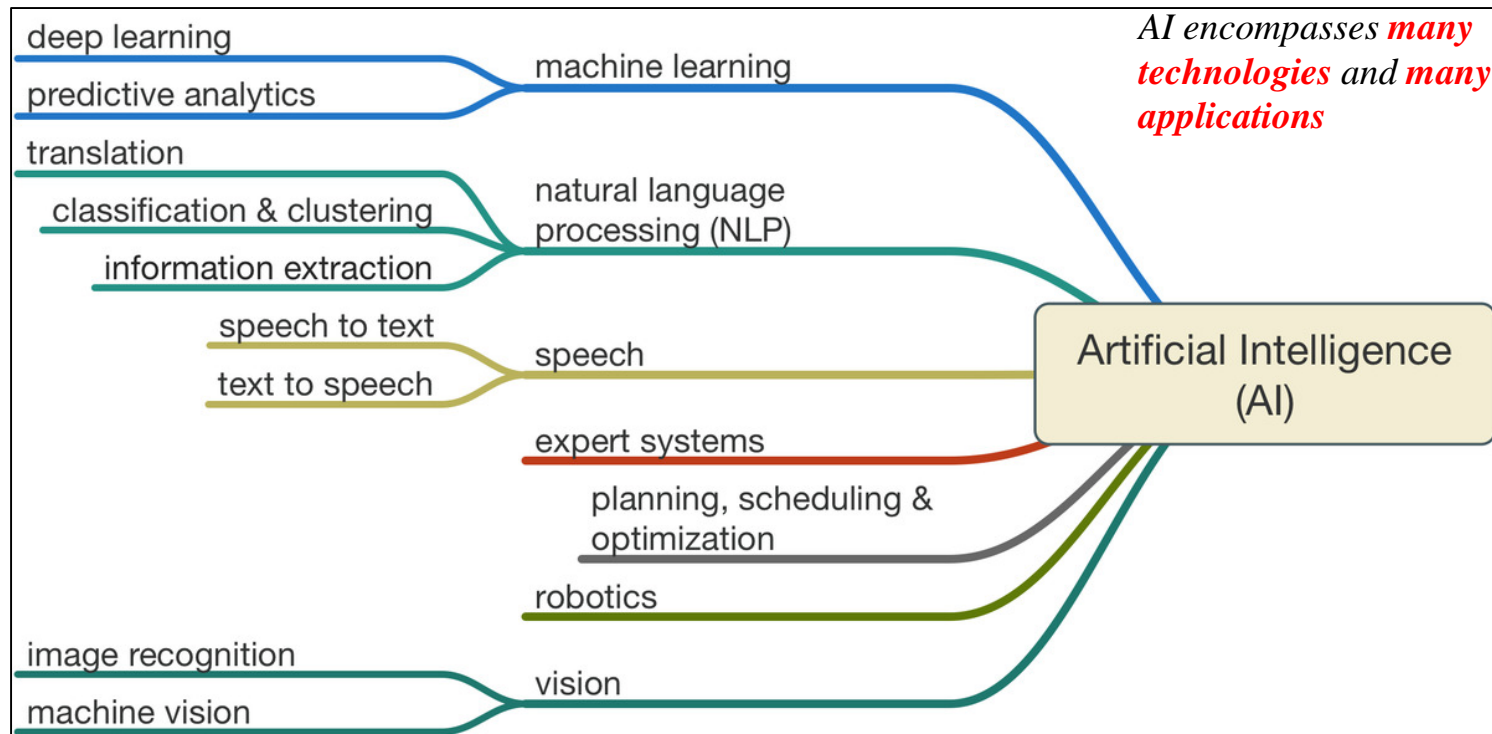 AI encompasses many
technologies and many
applications
deep learning
predictive analytics
machine learning
translation
classification & clustering
information extraction
natural language
processing (NLP)
speech to text
text to speech
speech
expert systems
planning, scheduling &
optimization
robotics
image recognition
machine vision
vision
Artificial Intelligence
(AI)